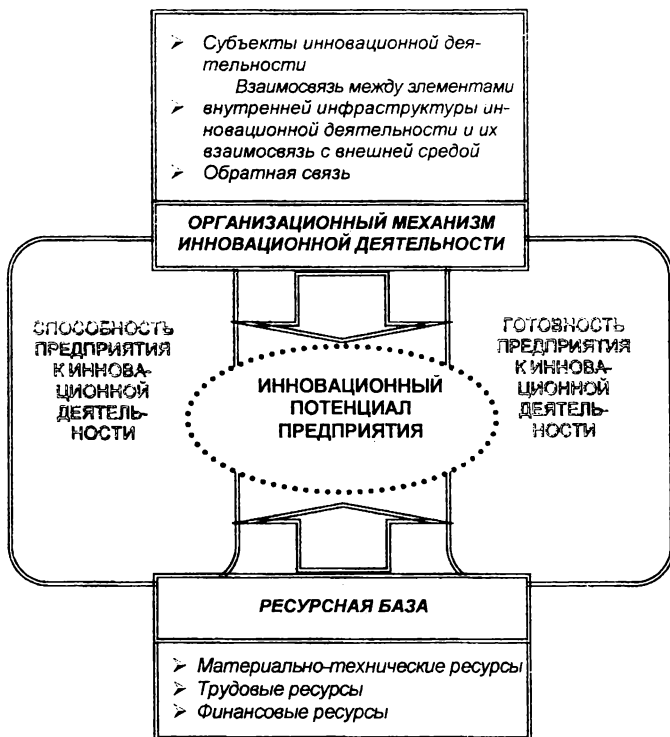 ➢ Субъекты инновационной дея-
тельности
Взаимосвязь между элементами
➢ внутренней инфраструктуры ин-
новационной деятельности и их
взаимосвязь с внешней средой
➢ Обратная связь
ОРГАНИЗАЦИОННЫЙ МЕХАНИЗМ
ИННОВАЦИОННОЙ ДЕЯТЕЛЬНОСТИ
СПОСОБНОСТЬ
ПРЕДПРИЯТИЯ
К ИННОВА-
ЦИОННОЙ
ДЕЯТЕЛЬ-
НОСТИ
ИННОВАЦИОННЫЙ
ПОТЕНЦИАЛ
ПРЕДПРИЯТИЯ
ГОТОВНОСТЬ
ПРЕДПРИЯТИЯ
К ИННОВА-
ЦИОННОЙ
ДЕЯТЕЛЬ-
НОСТИ
РЕСУРСНАЯ БАЗА
➢ Материально-технические ресурсы
➢ Трудовые ресурсы
➢ Финансовые ресурсы